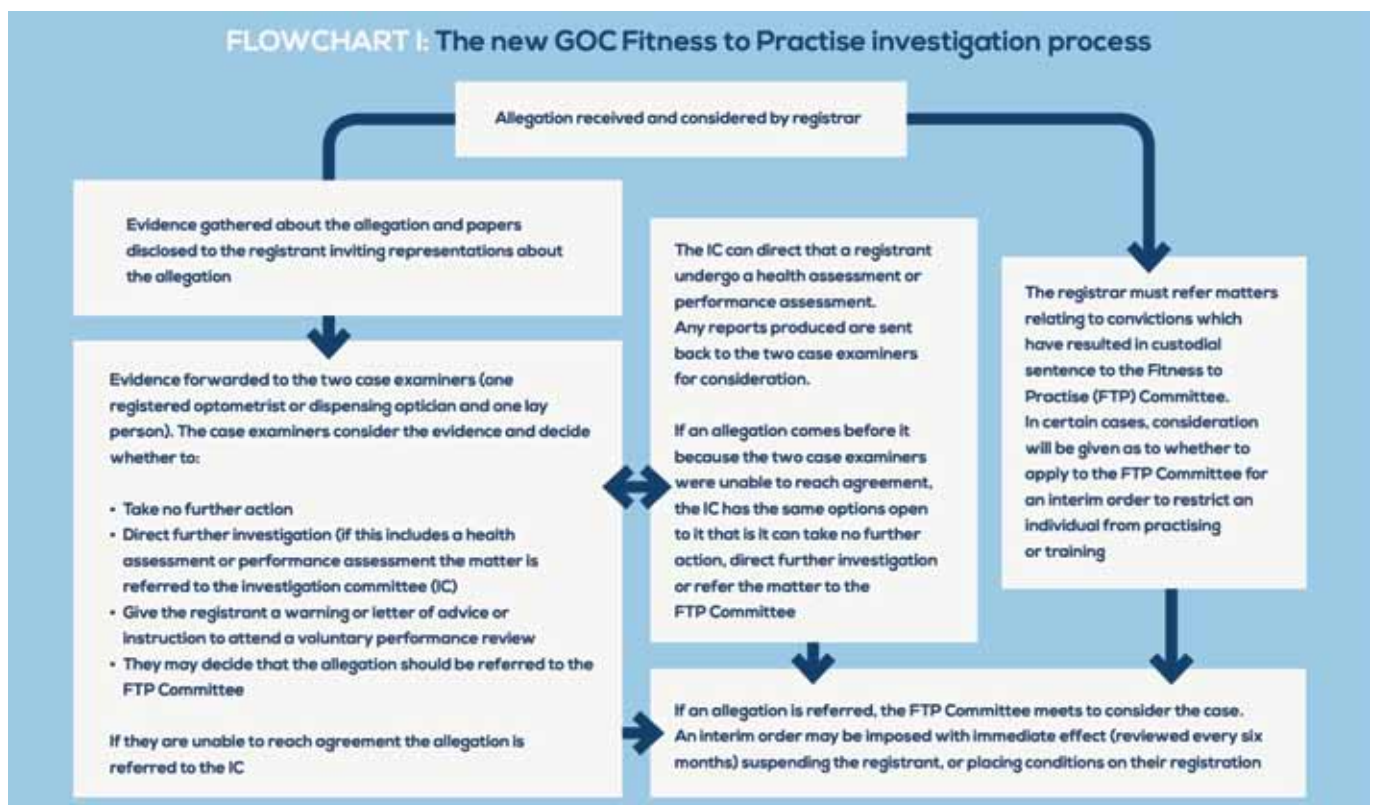 FLOWCHART I: The new GOC Fitness to Practise investigation process
Allegation received and considered by registrar
Evidence gathered about the allegation and papers
disclosed to the registrant inviting representations about
the allegation
Evidence forwarded to the two case examiners (one
registered optometrist or dispensing optician and one lay
person). The case examiners consider the evidence and decide
whether to:
• Take no further action
• Direct further investigation (if this includes a health
assessment or performance assessment the matter is
referred to the investigation committee (IC)
• Give the registrant a warning or letter of advice or
instruction to attend a voluntary performance review
• They may decide that the allegation should be referred to the
FTP Committee
If they are unable to reach agreement the allegation is
referred to the IC
The IC can direct that a registrant
undergo a health assessment or
performance assessment.
Any reports produced are sent
back to the two case examiners
for consideration.
If an allegation comes before it
because the two case examiners
were unable to reach agreement,
the IC has the same options open
to it that is it can take no further
action, direct further investigation
or refer the matter to the
FTP Committee
The registrar must refer matters
relating to convictions which
have resulted in custodial
sentence to the Fitness to
Practise (FTP) Committee.
In certain cases, consideration
will be given as to whether to
apply to the FTP Committee for
an interim order to restrict an
individual from practising
or training
If an allegation is referred, the FTP Committee meets to consider the case.
An interim order may be imposed with immediate effect (reviewed every six
months) suspending the registrant, or placing conditions on their registration